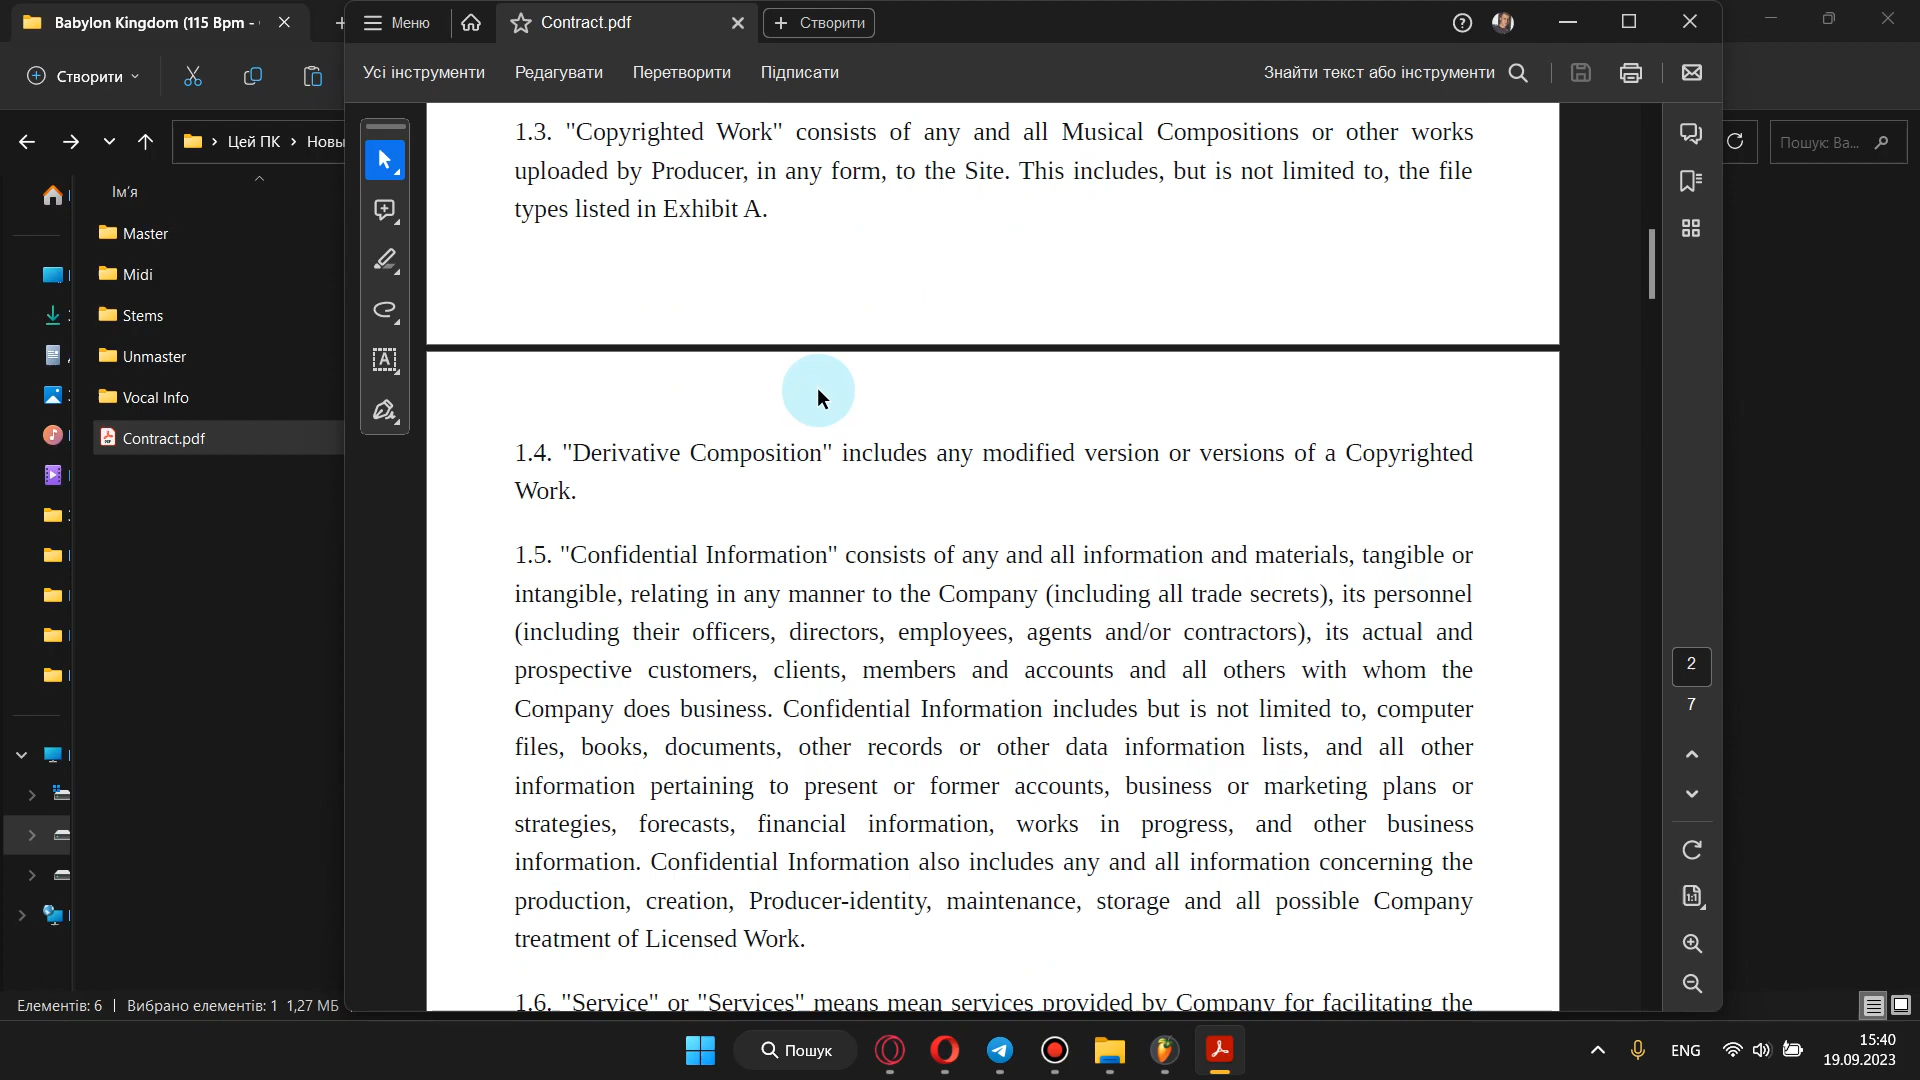 Babylon Kingdom (115 Bpm -
Меню
Contract.pdf
Створити
Створити
Усі інструменти
Редагувати
Перетворити
Підписати
Знайти текст або інструменти
Цей ПК
Пошук: Ba...
Ім'я
Master
Midi
Stems
Unmaster
Vocal Info
Contract.pdf
1.3. "Copyrighted Work" consists of any and all Musical Compositions or other works
uploaded by Producer, in any form, to the Site. This includes, but is not limited to, the file
types listed in Exhibit A.
1.4. "Derivative Composition" includes any modified version or versions of a Copyrighted
Work.
1.5. "Confidential Information" consists of any and all information and materials, tangible or
intangible, relating in any manner to the Company (including all trade secrets), its personnel
(including their officers, directors, employees, agents and/or contractors), its actual and
prospective customers, clients, members and accounts and all others with whom the
Company does business. Confidential Information includes but is not limited to, computer
files, books, documents, other records or other data information lists, and all other
information pertaining to present or former accounts, business or marketing plans or
strategies, forecasts, financial information, works in progress, and other business
information. Confidential Information also includes any and all information concerning the
production, creation, Producer-identity, maintenance, storage and all possible Company
treatment of Licensed Work.
1.6. "Service" or "Services" means mean services provided by Company for facilitating the
2
7
Елементів: 6
Вибрано елементів: 1 1,27 МБ
Пошук
ENG
15:40
19.09.2023